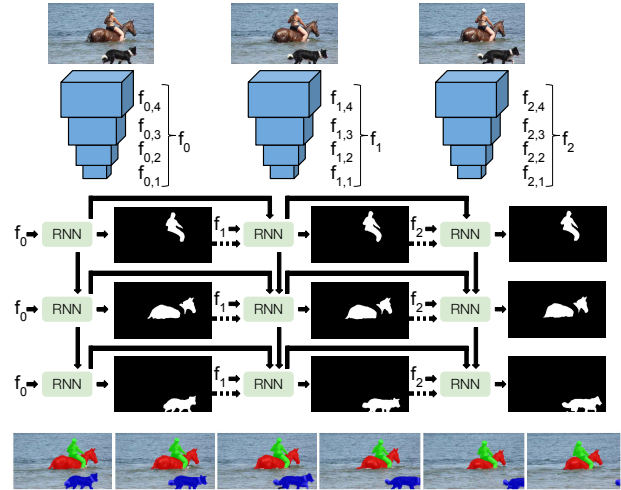 f0,4
f0,3
f0,2
f0,1
f0
f1,4
f1,3
f1,2
f1,1
f1
f2,4
f2,3
f2,2
f2,1
f2
f0 RNN f1 RNN f2 RNN
f0 RNN f1 RNN f2 RNN
f0 RNN f1 RNN f2 RNN